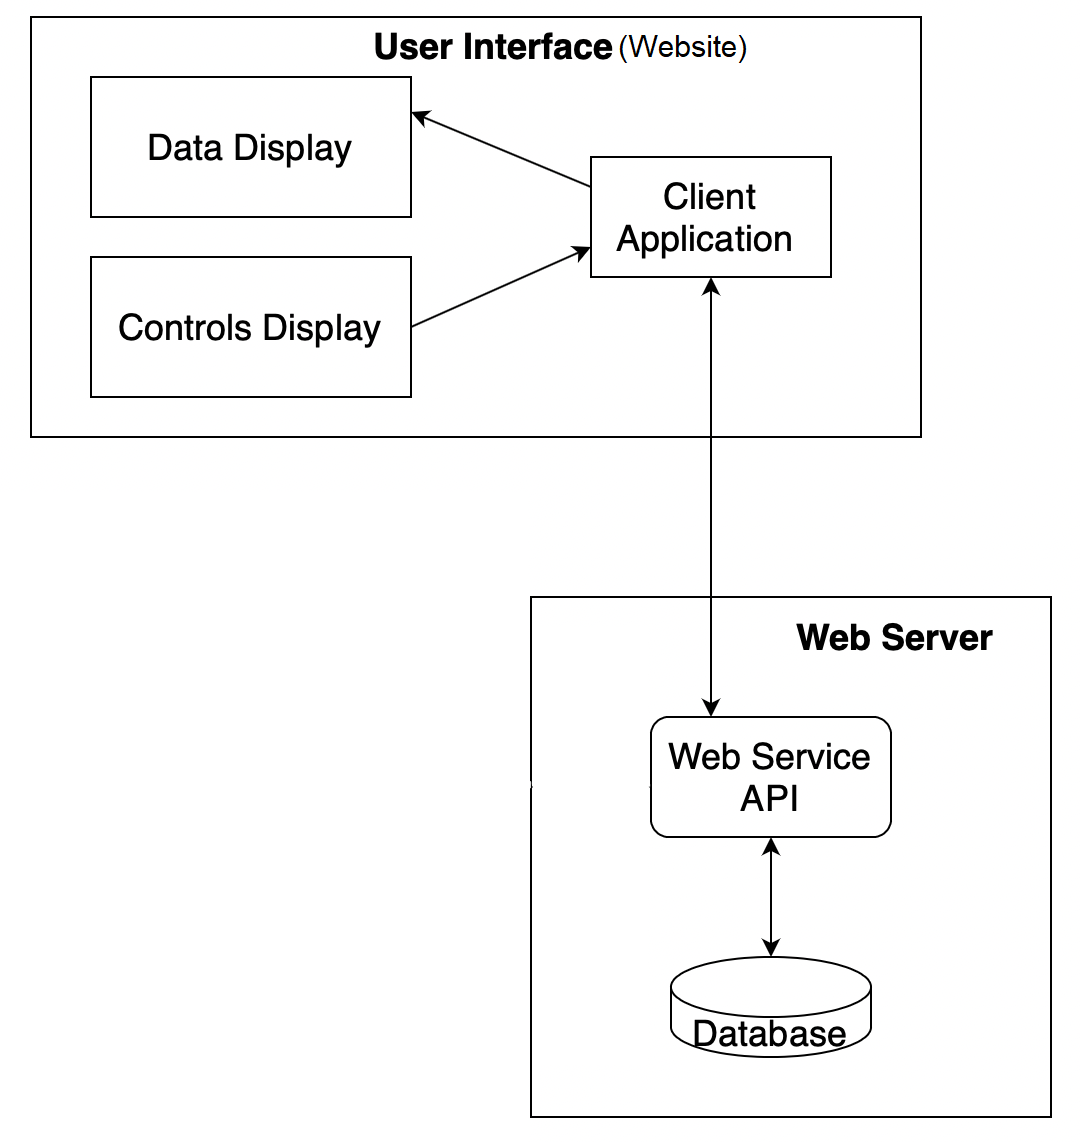 User Interface (Website)
Data Display
Client
Application
Controls Display
Web Server
Web Service
API
Database